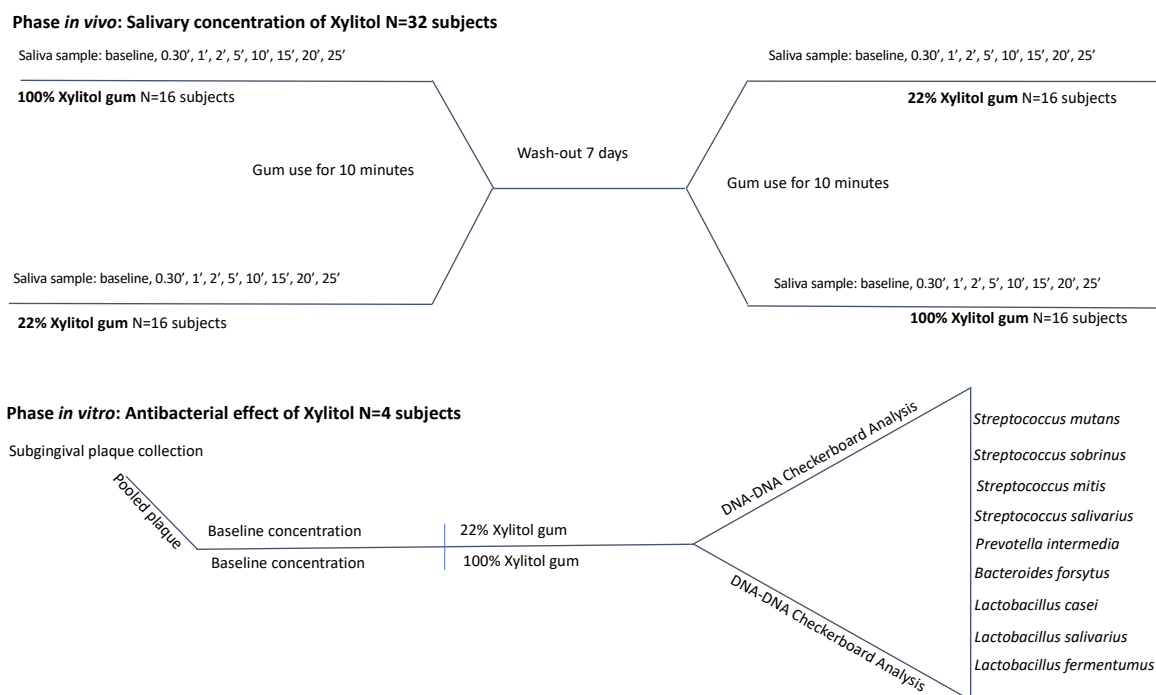 Phase in vivo: Salivary concentration of Xylitol N=32 subjects
Saliva sample: baseline, 0.30’, 1’, 2’, 5’, 10’, 15’, 20’, 25’
100% Xylitol gum N=16 subjects
Gum use for 10 minutes
Saliva sample: baseline, 0.30’, 1’, 2’, 5’, 10’, 15’, 20’, 25’
22% Xylitol gum N=16 subjects
Wash-out 7 days
Saliva sample: baseline, 0.30’, 1’, 2’, 5’, 10’, 15’, 20’, 25’
22% Xylitol gum N=16 subjects
Gum use for 10 minutes
Saliva sample: baseline, 0.30’, 1’, 2’, 5’, 10’, 15’, 20’, 25’
100% Xylitol gum N=16 subjects
Phase in vitro: Antibacterial effect of Xylitol N=4 subjects
Subgingival plaque collection
Pooled plaque
Baseline concentration
Baseline concentration
22% Xylitol gum
100% Xylitol gum
DNA-DNA Checkerboard Analysis
DNA-DNA Checkerboard Analysis
Streptococcus mutans
Streptococcus sobrinus
Streptococcus mitis
Streptococcus salivarius
Prevotella intermedia
Bacteroides forsytus
Lactobacillus casei
Lactobacillus salivarius
Lactobacillus fermentumus